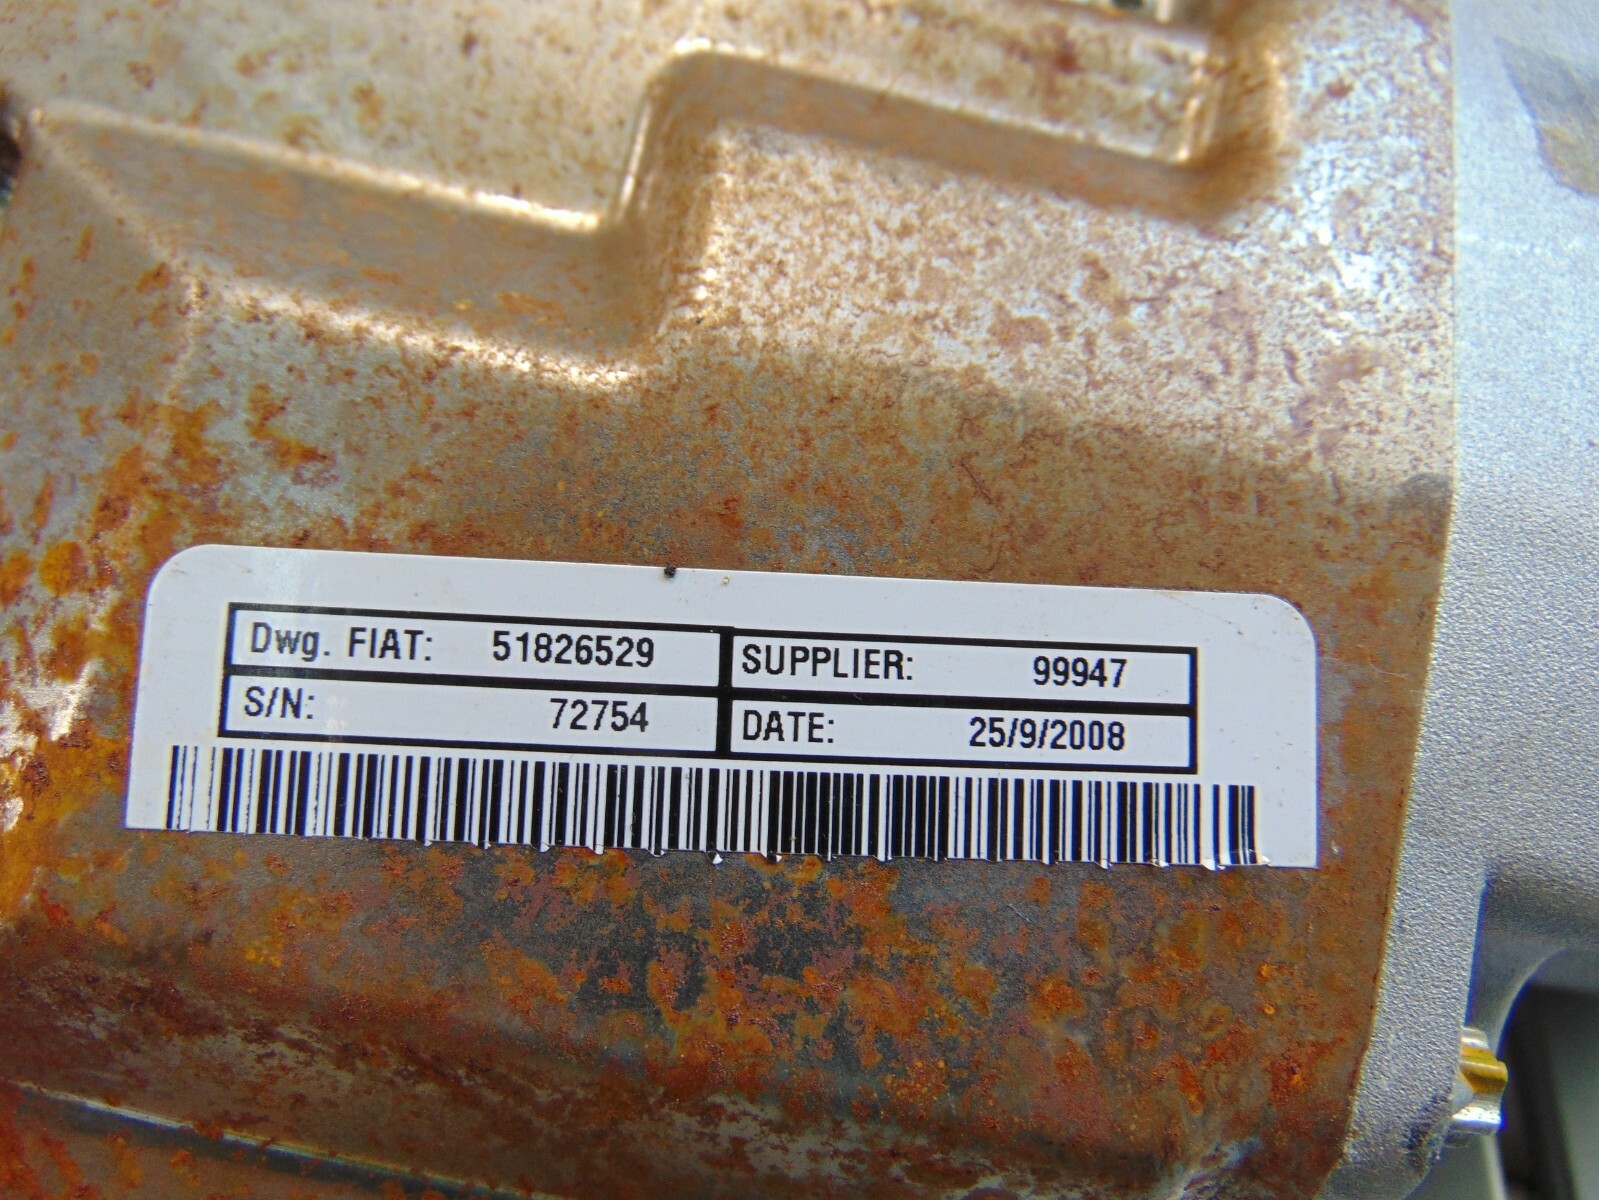 Dwg. FIAT: 51826529 SUPPLIER: 99947
S/N: 72754 DATE: 25/9/2008